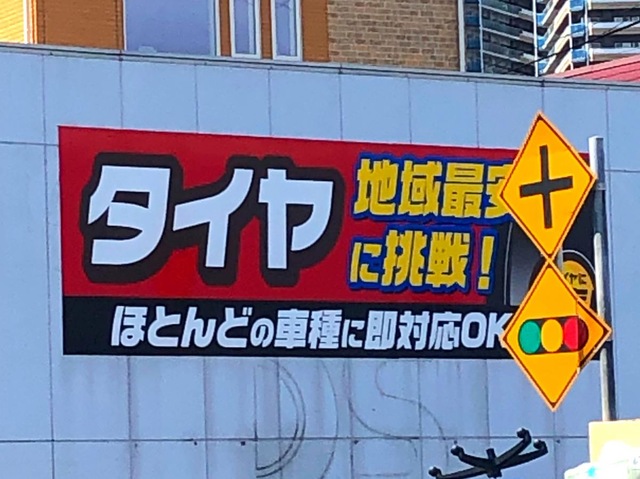 タイヤ
地域最安
に挑戦！
ほとんどの車種に即対応OK